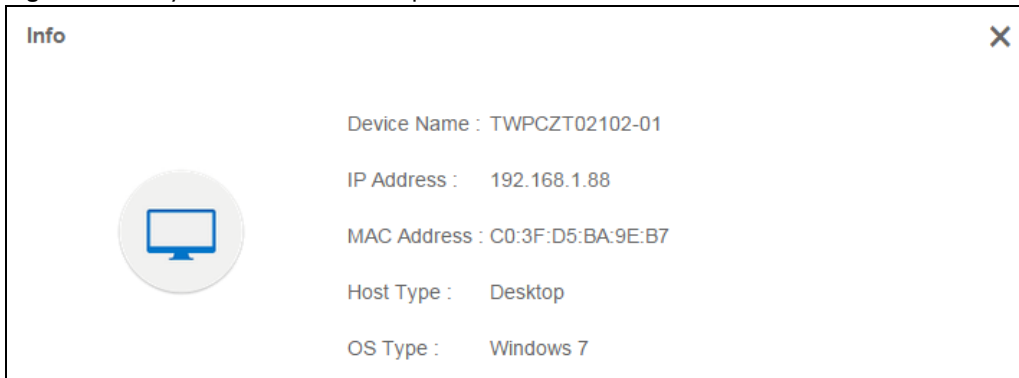 Info
Device Name : TWPCZT02102-01
IP Address : 192.168.1.88
MAC Address : C0:3F:D5:BA:9E:B7
Host Type : Desktop
OS Type : Windows 7